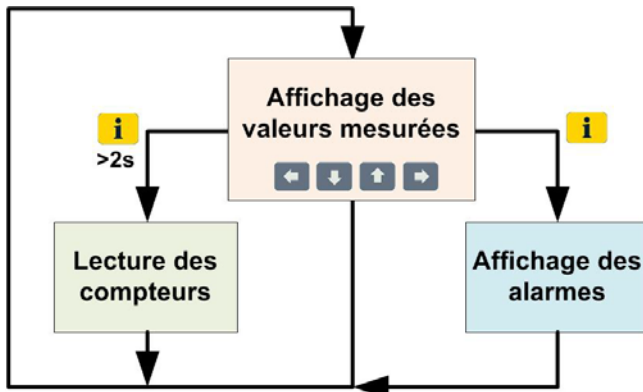 Affichage des
valeurs mesurées
i
>2s
i
Lecture des
compteurs
Affichage des
alarmes